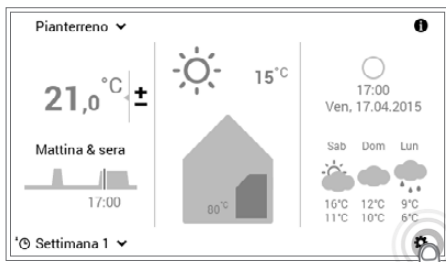 Pianterreno
21,0°C ±
Mattina & sera
17:00
Settimana 1
15°C
80°C
17:00
Ven, 17.04.2015
Sab Dom Lun
16°C 12°C 9°C
11°C 10°C 6°C